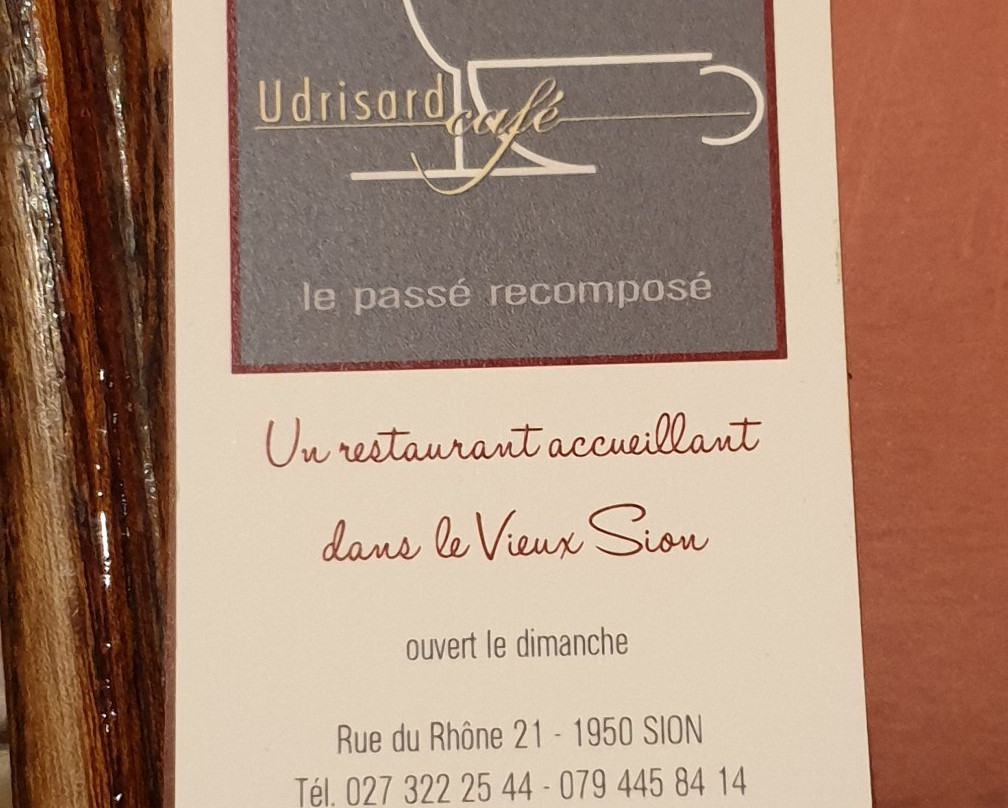 Udrisard café
le passé recomposé
Un restaurant accueillant
dans le Vieux Sion
ouvert le dimanche
Rue du Rhône 21 - 1950 SION
Tél. 027 322 25 44 - 079 445 84 14